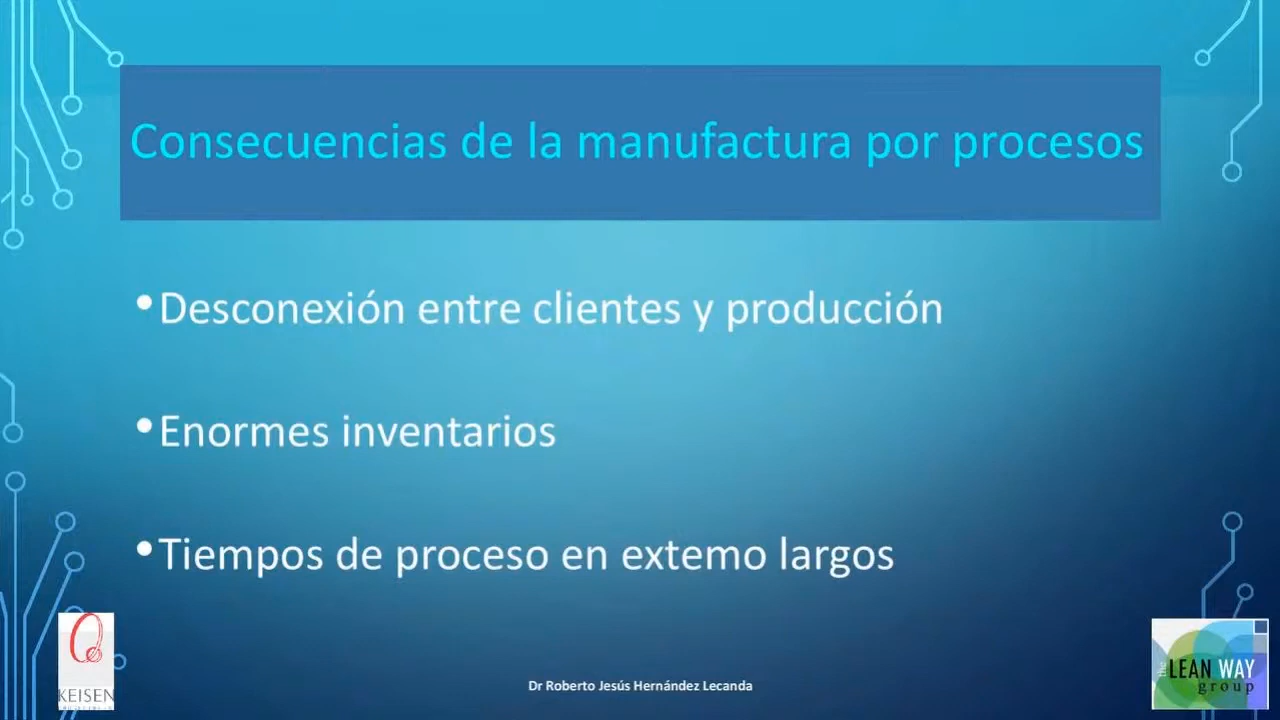 Consecuencias de la manufactura por procesos
•Desconexión entre clientes y producción
•Enormes inventarios
•Tiempos de proceso en extemo largos
KEISEN
Dr Roberto Jesús Hernández Lecanda
the LEAN WAY
group